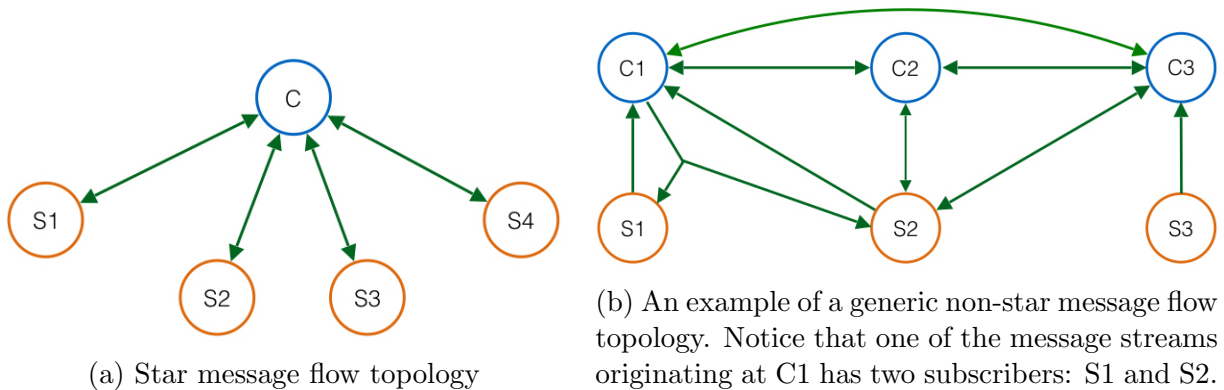 C
S1
S2
S3
S4
(a) Star message flow topology
C1
C2
C3
S1
S2
S3
(b) An example of a generic non-star message flow
topology. Notice that one of the message streams
originating at C1 has two subscribers: S1 and S2.